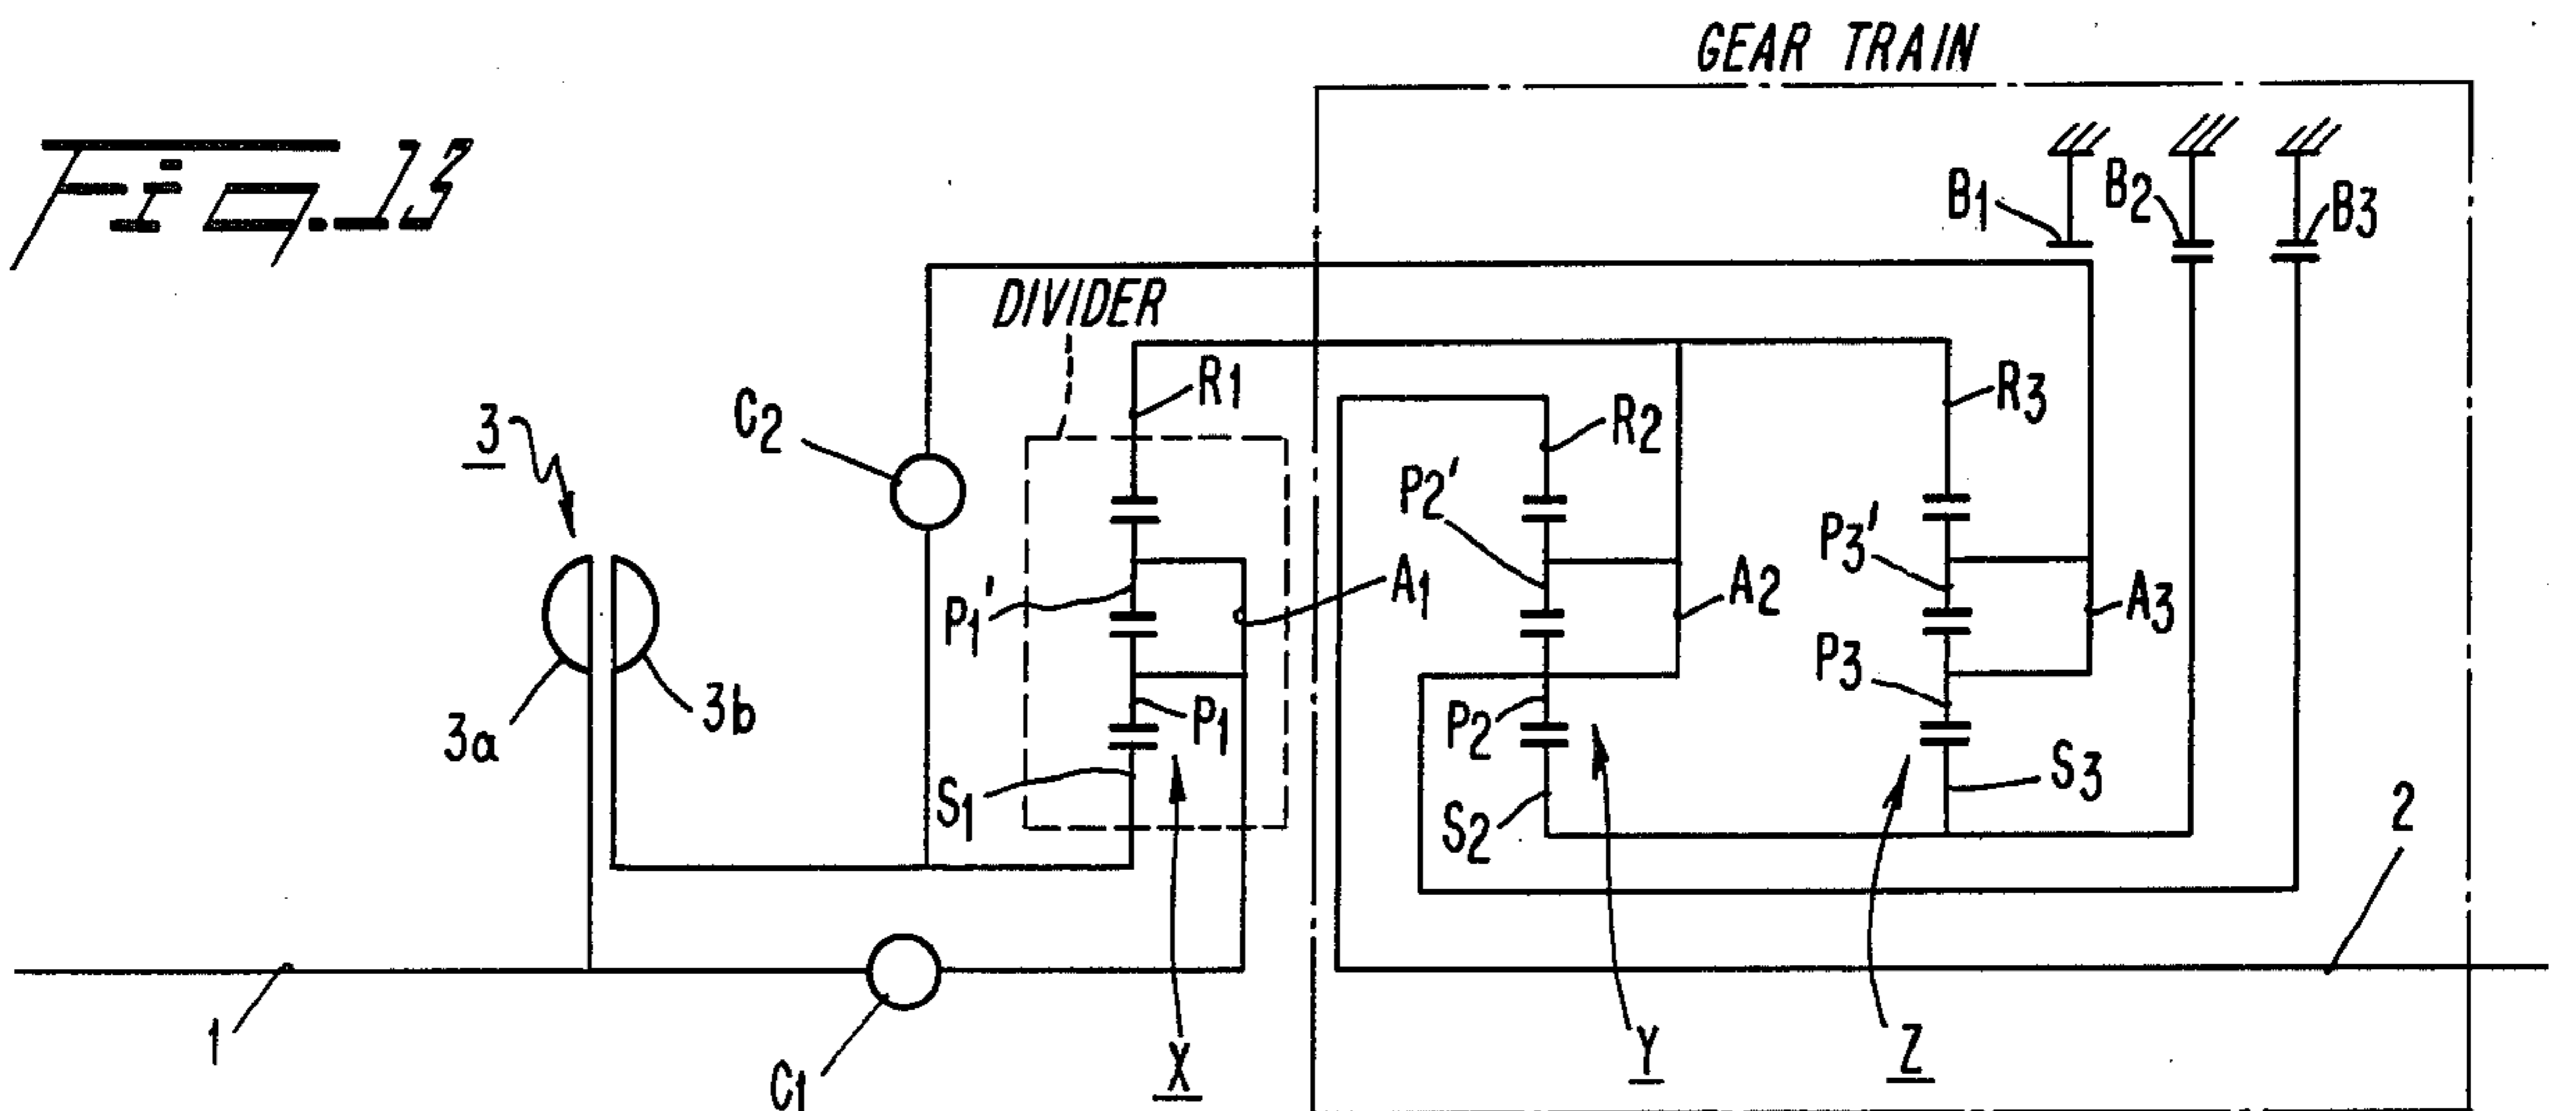 GEAR TRAIN
Fig.13
B1
B2
B3
DIVIDER
R1
R3
C2
3
R2
P2'
P3'
P1'
A1
A2
A3
P3
3a
3b
P1
P2
S1
S2
S3
2
1
C1
X
Y
Z